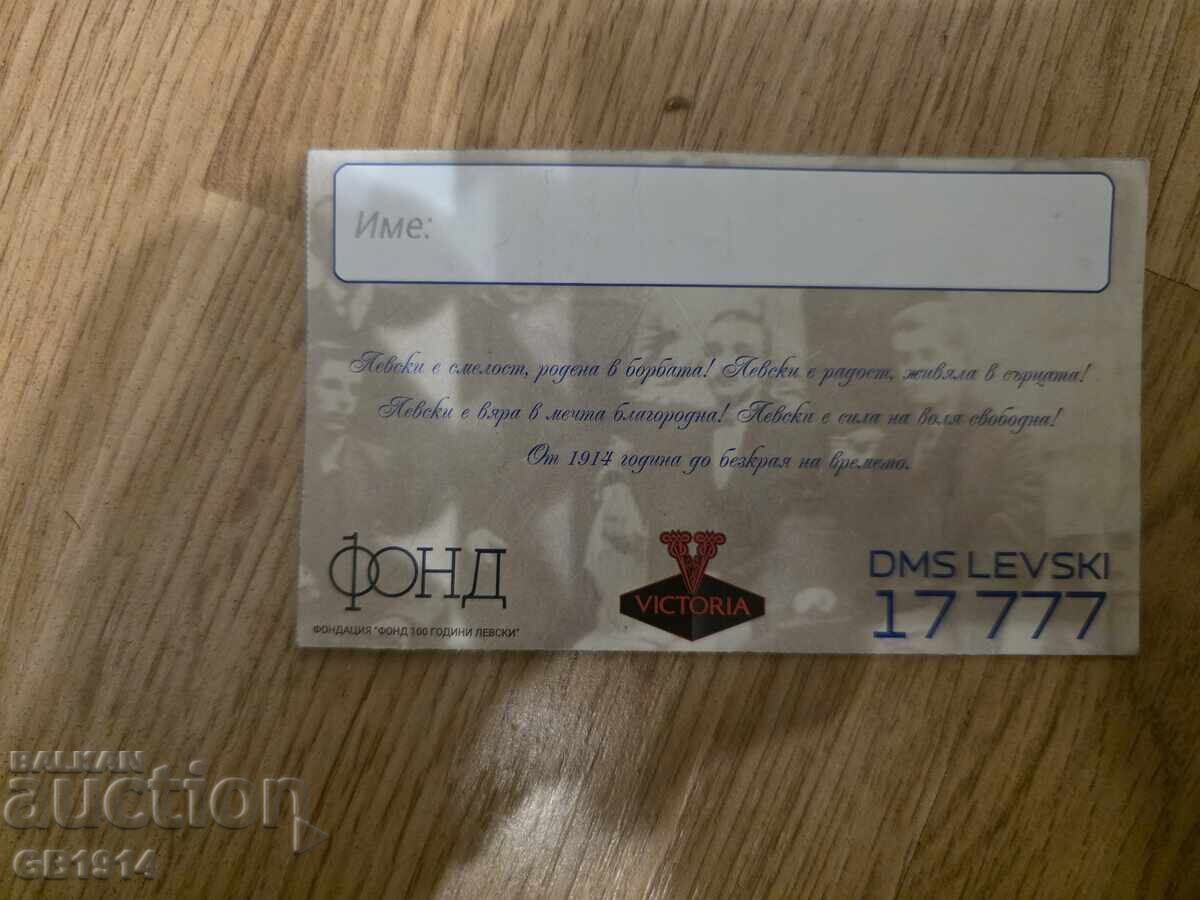 Име:
Левски е смелост, родена в борбата! Левски е радост, живяла в сърцата!
Левски е вяра в мечта благородна! Левски е сила на воля свободна!
От 1914 година до безкрая на времето.
ФОНД
ФОНДАЦИЯ "ФОНД 100 ГОДИНИ ЛЕВСКИ"
VICTORIA
DMS LEVSKI
17 777
BALKAN
auction
GB1914